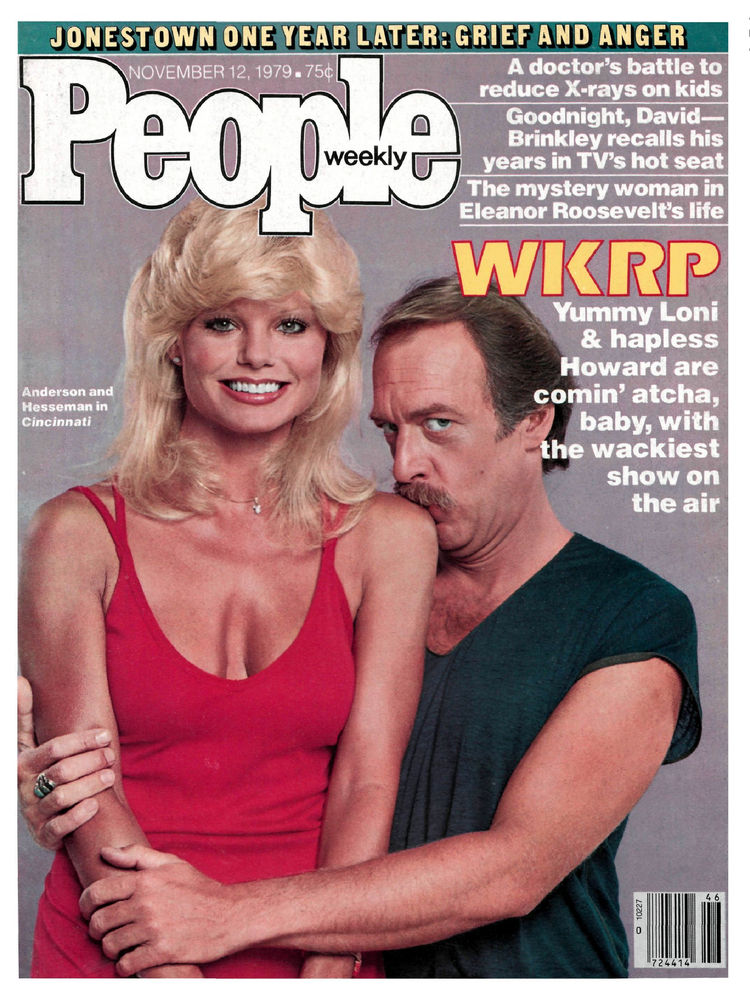 JONESTOWN ONE YEAR LATER: GRIEF AND ANGER
NOVEMBER 12, 1979 ▪ 75¢
People
weekly
A doctor's battle to
reduce X-rays on kids
Goodnight, David—
Brinkley recalls his
years in TV's hot seat
The mystery woman in
Eleanor Roosevelt's life
WKRP
Yummy Loni
& hapless
Howard are
comin' atcha,
baby, with
the wackiest
show on
the air
Anderson and
Hesseman in
Cincinnati
46
0 10227
724414